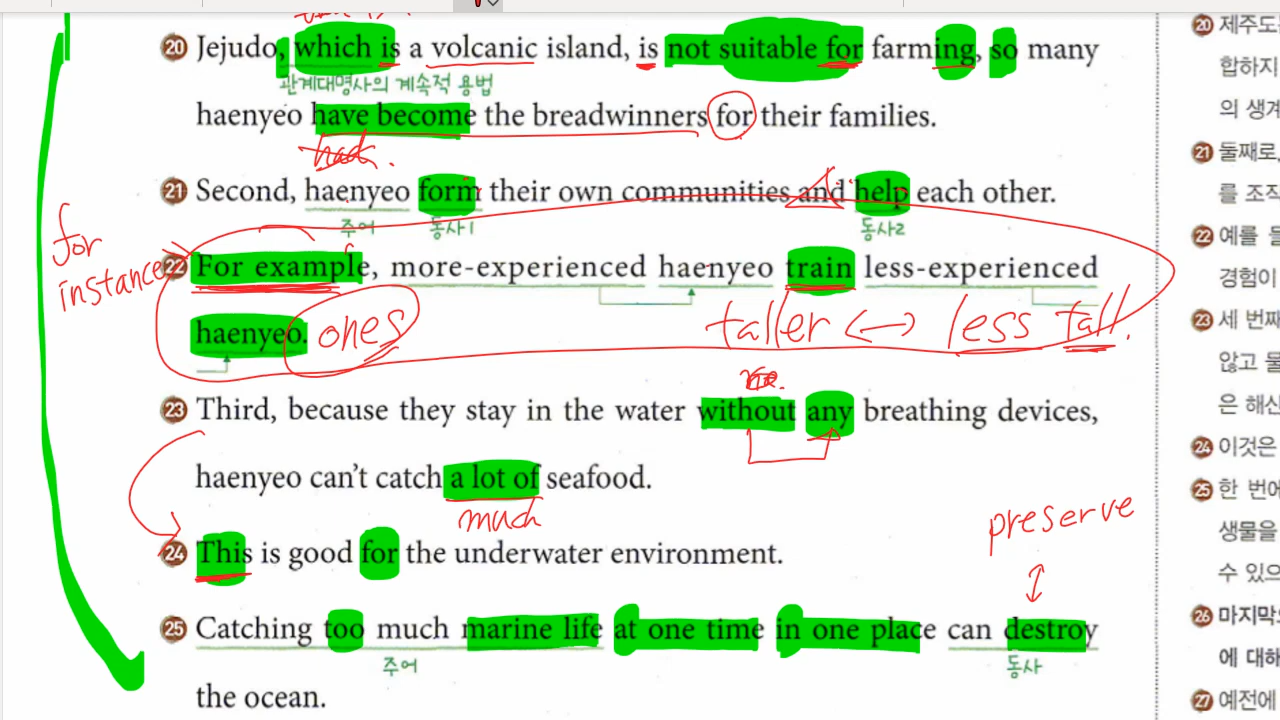 ⑳ Jejudo, which is a volcanic island, is not suitable for farming, so many
관계대명사의 계속적 용법
haenyeo have become the breadwinners for their families.
had.
㉑ Second, haenyeo form their own communities and help each other.
주어 동사1 동사2
for
instance
㉒ For example, more-experienced haenyeo train less-experienced
haenyeo. ones taller ↔ less tall.
㉓ Third, because they stay in the water without any breathing devices,
haenyeo can't catch a lot of seafood.
much
preserve
㉔ This is good for the underwater environment.
㉕ Catching too much marine life at one time in one place can destroy
주어 동사
the ocean.
⑳ 제주도는
합하지
의 생계
㉑ 둘째로,
를 조직
㉒ 예를 들
경험이
㉓ 세 번째
않고 물
은 해산
㉔ 이것은
㉕ 한 번에
생물을
수 있으
㉖ 마지막으
에 대해
㉗ 예전에